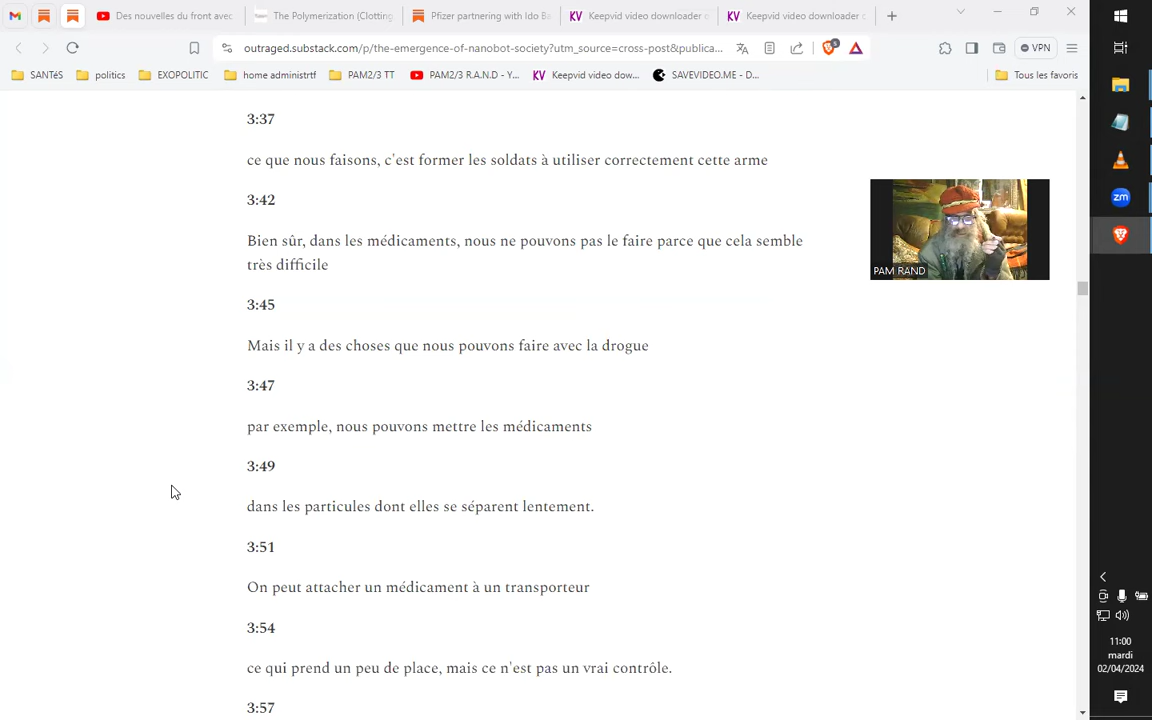 Des nouvelles du front avec
The Polymerization (Clotting
Pfizer partnering with Ido Ba
Keepvid video downloader o
Keepvid video downloader o
outraged.substack.com/p/the-emergence-of-nanobot-society?utm_source=cross-post&publica...
VPN
SANTéS
politics
EXOPOLITIC
home administrtf
PAM2/3 TT
PAM2/3 R.A.N.D - Y...
KV Keepvid video dow...
SAVEVIDEO.ME - D...
Tous les favoris
3:37
ce que nous faisons, c'est former les soldats à utiliser correctement cette arme
3:42
Bien sûr, dans les médicaments, nous ne pouvons pas le faire parce que cela semble
très difficile
3:45
Mais il y a des choses que nous pouvons faire avec la drogue
3:47
par exemple, nous pouvons mettre les médicaments
3:49
dans les particules dont elles se séparent lentement.
3:51
On peut attacher un médicament à un transporteur
3:54
ce qui prend un peu de place, mais ce n'est pas un vrai contrôle.
3:57
PAM RAND
zm
11:00
mardi
02/04/2024